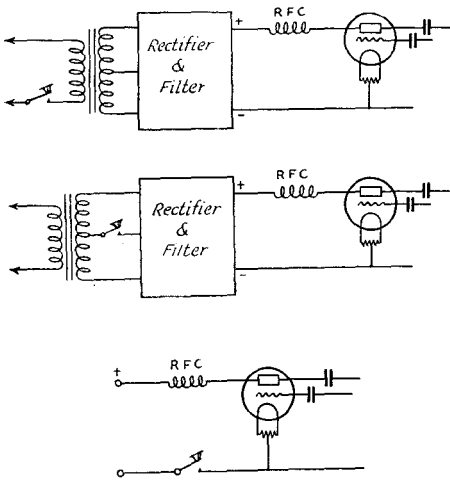 RFC
+
Rectifier
&
Filter
-
RFC
+
Rectifier
&
Filter
-
RFC
+